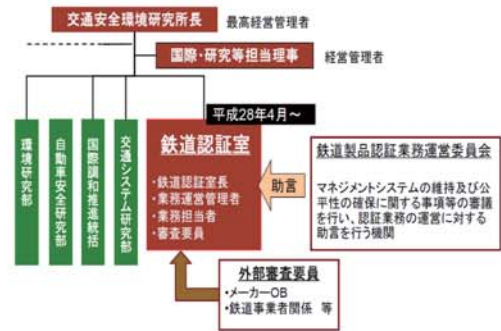 交通安全環境研究所長
最高経営管理者
国際・研究等担当理事
経営管理者
平成28年4月~
環境研究部
自動車安全研究部
国際調和推進統括
交通システム研究部
鉄道認証室
・鉄道認証室長
・業務運営管理者
・業務担当者
・審査要員
助言
鉄道製品認証業務運営委員会
マネジメントシステムの維持及び公
平性の確保に関する事項等の審議
を行い、認証業務の運営に対する
助言を行う機関
外部審査要員
・メーカーOB
・鉄道事業者関係 等